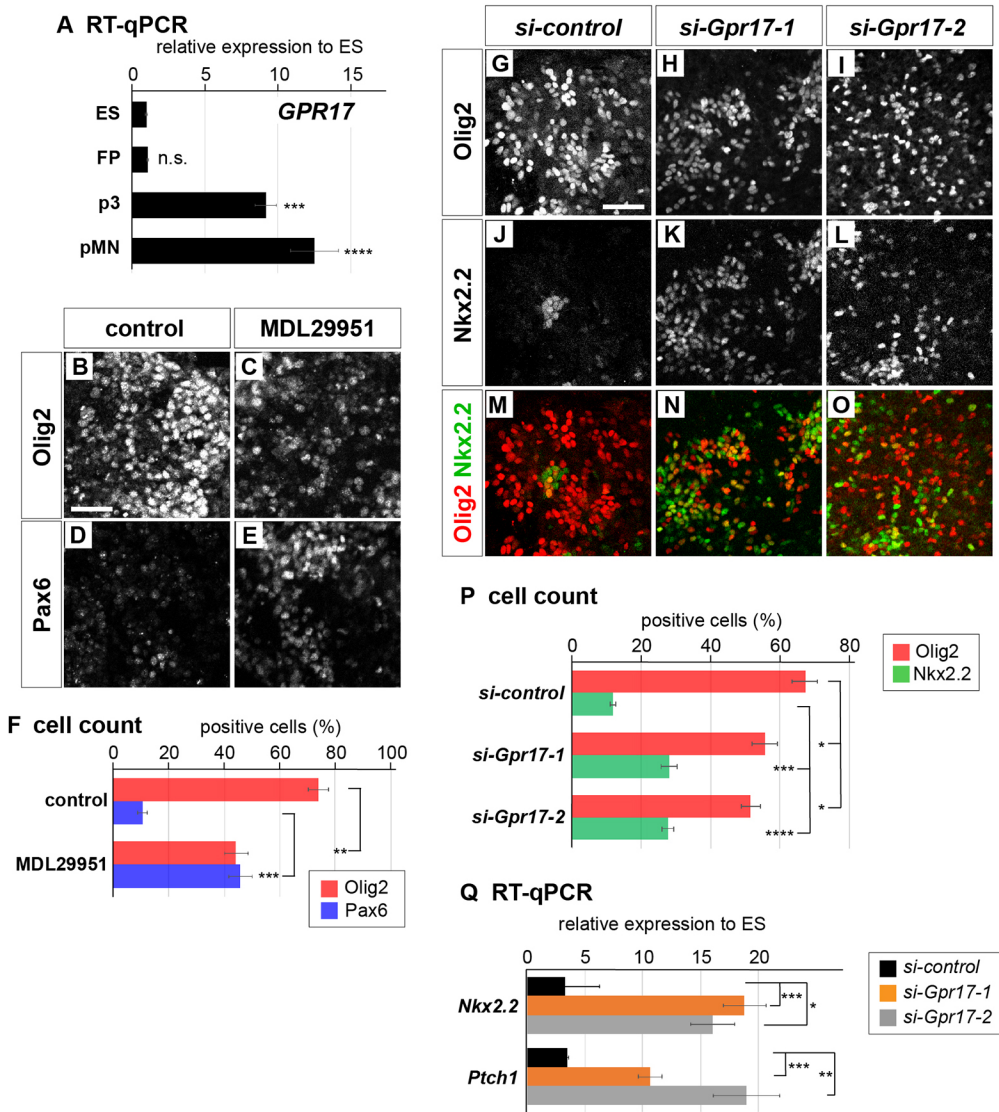 A RT-qPCR
relative expression to ES
0 5 10 15
GPR17
ES
FP n.s.
p3 ***
pMN ****
control MDL29951
Olig2
B C
Pax6
D E
F cell count
positive cells (%)
0 20 40 60 80 100
control
MDL29951
**
***
Olig2
Pax6
si-control si-Gpr17-1 si-Gpr17-2
Olig2
G H I
Nkx2.2
J K L
Olig2 Nkx2.2
M N O
P cell count
positive cells (%)
0 20 40 60 80
Olig2
Nkx2.2
si-control
si-Gpr17-1
si-Gpr17-2
*
***
*
****
Q RT-qPCR
relative expression to ES
0 5 10 15 20
si-control
si-Gpr17-1
si-Gpr17-2
Nkx2.2
*** *
Ptch1
*** **